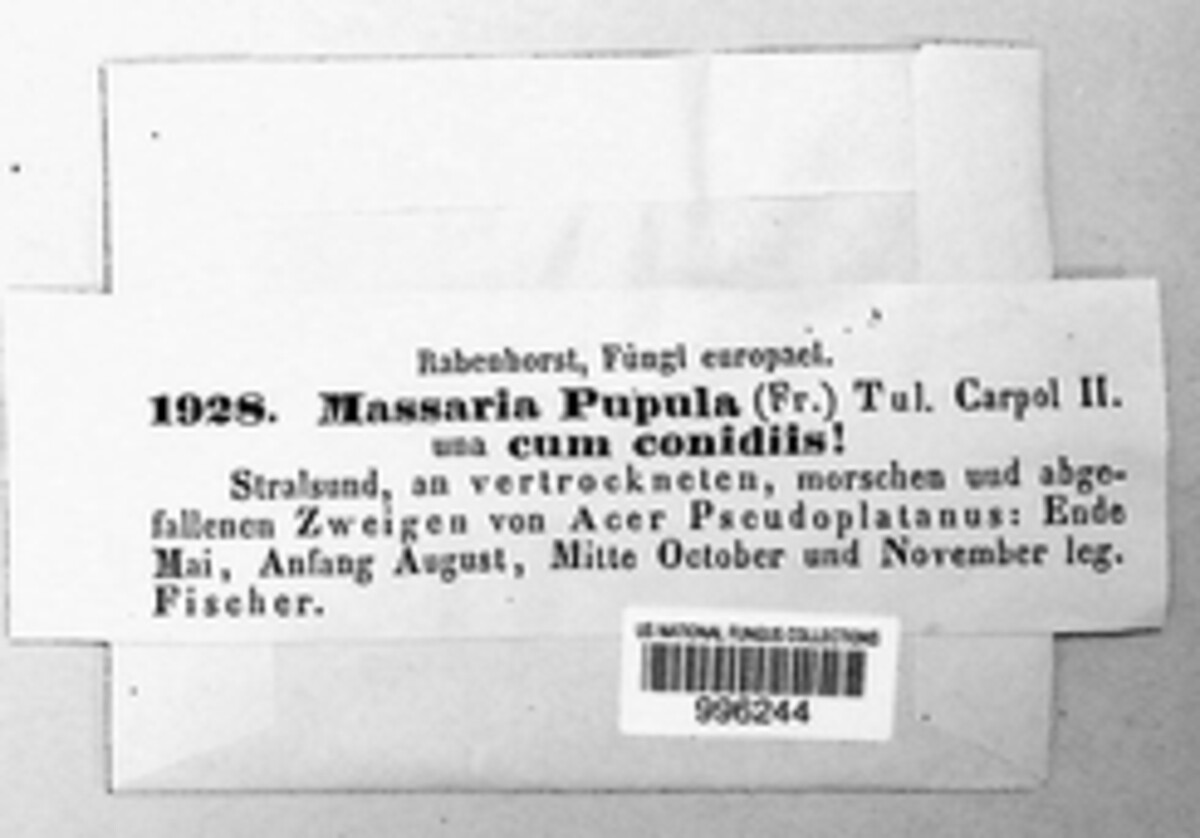 Rabenhorst, Fungi europaei.
1928. Massaria Pupula (Fr.) Tul. Carpol II.
una cum conidiis!
Stralsund, an vertrockneten, morschen und abge-
fallenen Zweigen von Acer Pseudoplatanus: Ende
Mai, Anfang August, Mitte October und November leg.
Fischer.
US NATIONAL FUNGUS COLLECTIONS
996244